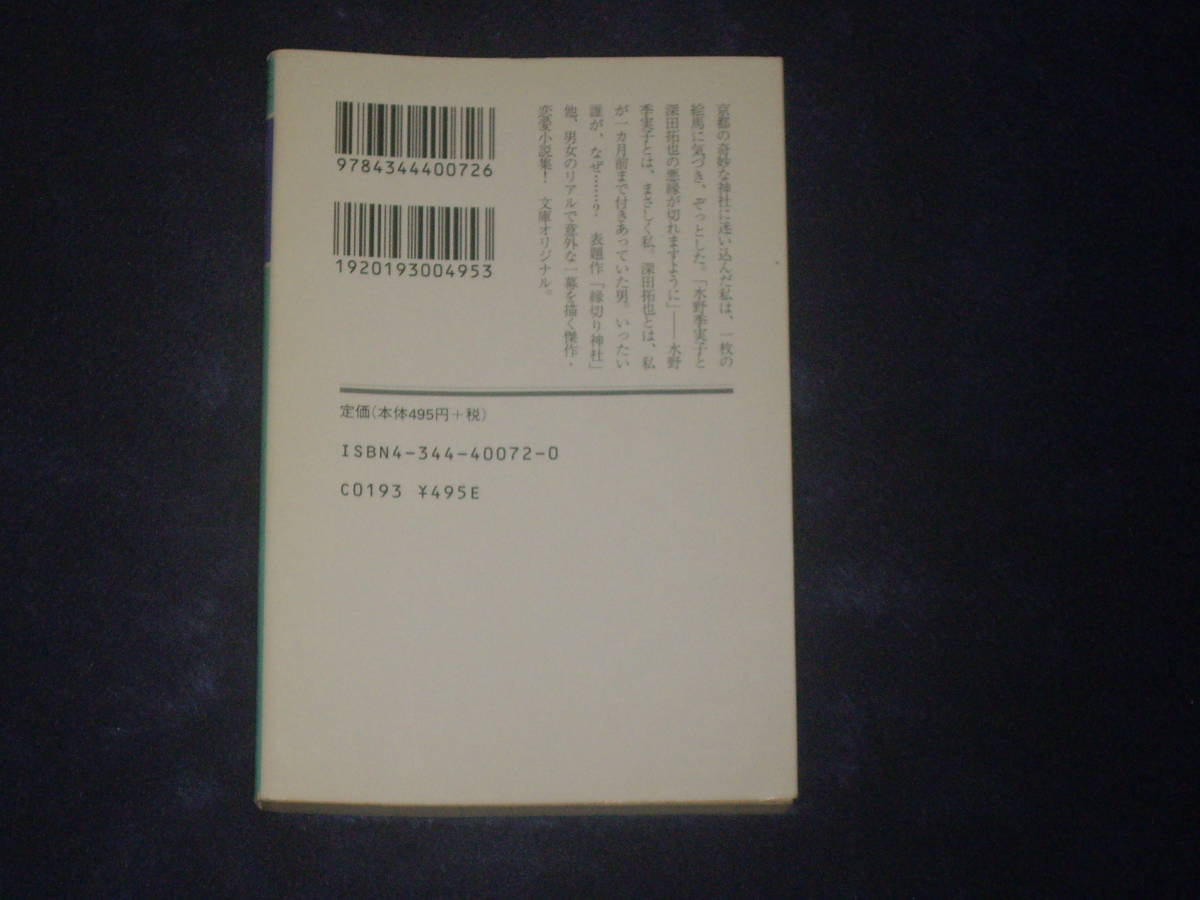 京都の奇妙な神社に迷い込んだ私は、一枚の
絵馬に気づき、ぞっとした。「水野季実子と
深田拓也の悪縁が切れますように」――水野
季実子とは、まさしく私。深田拓也とは、私
が一カ月前まで付きあっていた男。いったい
誰が、なぜ……？ 表題作「縁切り神社」
他、男女のリアルで意外な一幕を描く傑作・
恋愛小説集！ 文庫オリジナル。
9784344400726
1920193004953
定価(本体495円+税)
ISBN4-344-40072-0
C0193 ¥495E